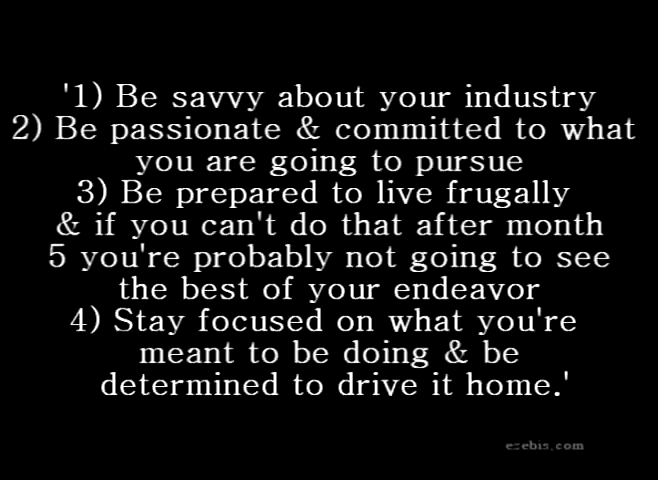 '1) Be savvy about your industry
2) Be passionate & committed to what
you are going to pursue
3) Be prepared to live frugally
& if you can't do that after month
5 you're probably not going to see
the best of your endeavor
4) Stay focused on what you're
meant to be doing & be
determined to drive it home.'
ezebis.com